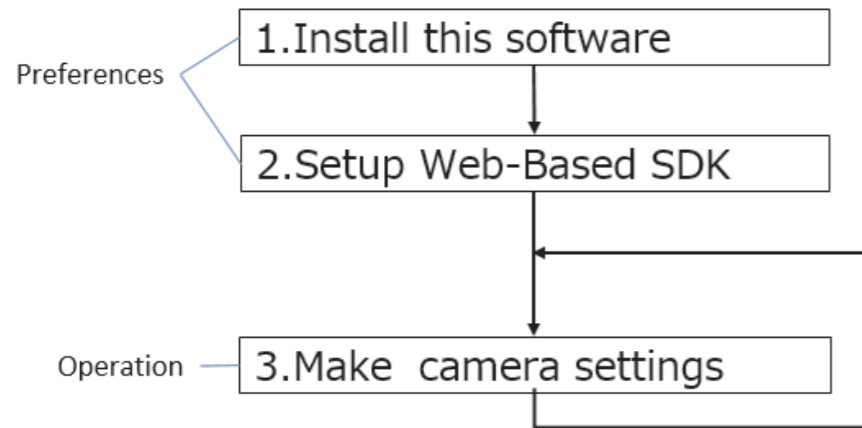 1.Install this software
Preferences
2.Setup Web-Based SDK
Operation
3.Make  camera settings